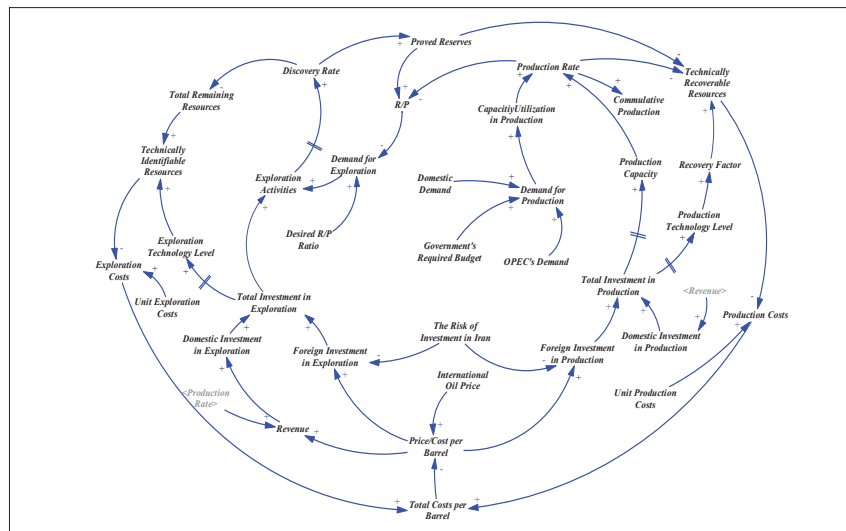 Proved Reserves
Discovery Rate
Production Rate
Technically
Recoverable
Resources
Total Remaining
Resources
R/P
CapacitiyUtilization
in Production
Commulative
Production
Technically
Identifiable
Resources
Demand for
Exploration
Exploration
Activities
Domestic
Demand
Demand for
Production
Production
Capacity
Recovery Factor
Desired R/P
Ratio
Government's
Required Budget
OPEC's Demand
Production
Technology Level
Exploration
Technology Level
Exploration
Costs
Unit Exploration
Costs
Total Investment in
Exploration
Total Investment in
Production
<Revenue>
Production Costs
The Risk of
Investment in Iran
Domestic Investment
in Exploration
Foreign Investment
in Exploration
Foreign Investment
in Production
Domestic Investment
in Production
International
Oil Price
<Production
Rate>
Unit Production
Costs
Revenue
Price/Cost per
Barrel
Total Costs per
Barrel